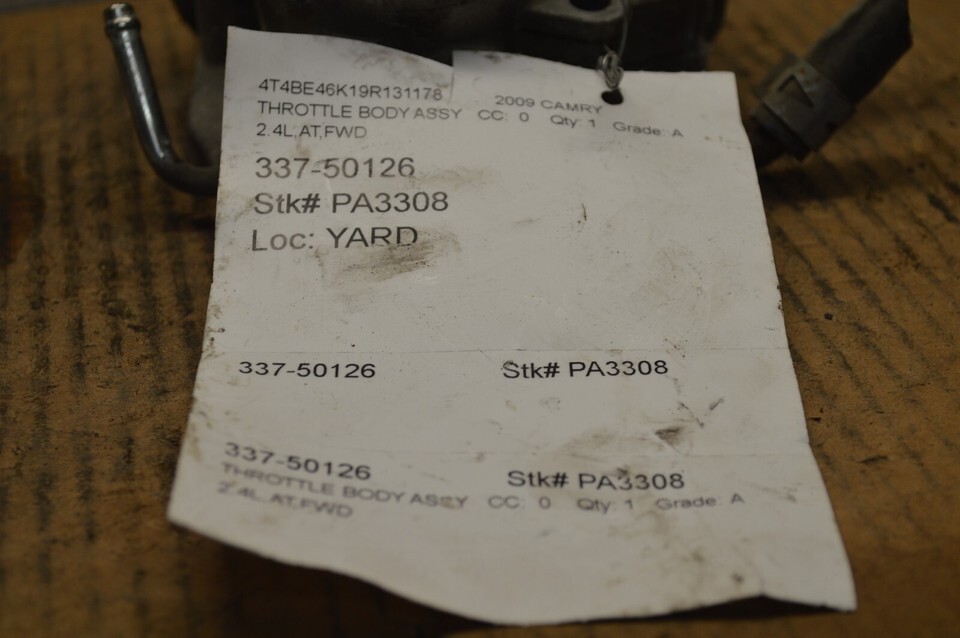 4T4BE46K19R131178 2009 CAMRY
THROTTLE BODY ASSY CC: 0 Qty: 1 Grade: A
2.4L,AT,FWD
337-50126
Stk# PA3308
Loc: YARD
337-50126 Stk# PA3308
337-50126 Stk# PA3308
THROTTLE BODY ASSY CC: 0 Qty: 1 Grade: A
2.4L,AT,FWD